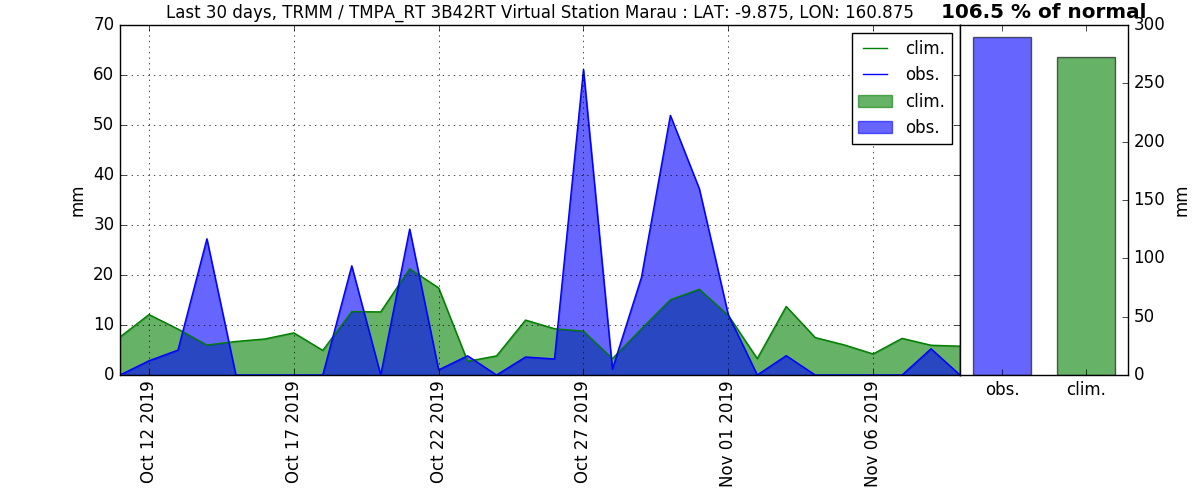 Last 30 days, TRMM / TMPA_RT 3B42RT Virtual Station Marau : LAT: -9.875, LON: 160.875
106.5 % of normal
70
60
50
40
30
20
10
0
mm
clim.
obs.
clim.
obs.
Oct 12 2019
Oct 17 2019
Oct 22 2019
Oct 27 2019
Nov 01 2019
Nov 06 2019
300
250
200
150
100
50
0
mm
obs.
clim.